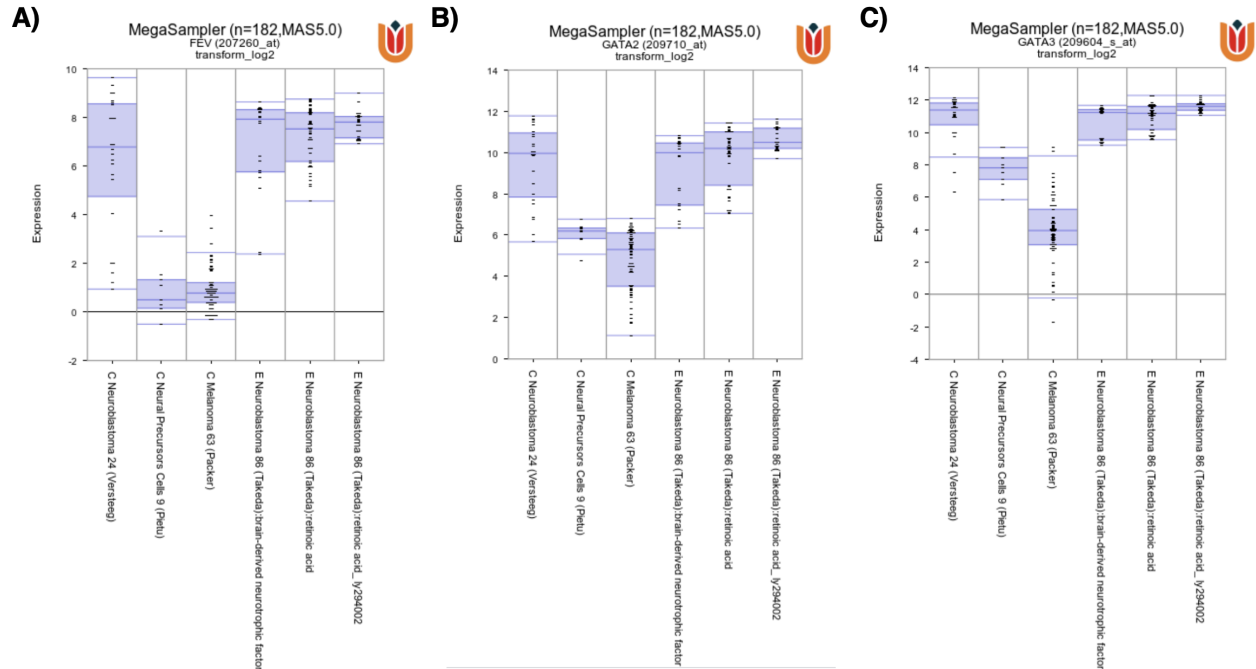 A)
MegaSampler (n=182,MAS5.0)
FEV (207260_at)
transform_log2
10
8
6
4
2
0
-2
Expression
C Neuroblastoma 24 (Versteeg)
C Neural Precursors Cells 9 (Pietu)
C Melanoma 63 (Packer)
E Neuroblastoma 86 (Takeda):brain-derived neurotrophic factor
E Neuroblastoma 86 (Takeda):retinoic acid
E Neuroblastoma 86 (Takeda):retinoic acid_ ly294002
B)
MegaSampler (n=182,MAS5.0)
GATA2 (209710_at)
transform_log2
14
12
10
8
6
4
2
0
Expression
C Neuroblastoma 24 (Versteeg)
C Neural Precursors Cells 9 (Pietu)
C Melanoma 63 (Packer)
E Neuroblastoma 86 (Takeda):brain-derived neurotrophic factor
E Neuroblastoma 86 (Takeda):retinoic acid
E Neuroblastoma 86 (Takeda):retinoic acid_ ly294002
C)
MegaSampler (n=182,MAS5.0)
GATA3 (209604_s_at)
transform_log2
14
12
10
8
6
4
2
0
-2
-4
Expression
C Neuroblastoma 24 (Versteeg)
C Neural Precursors Cells 9 (Pietu)
C Melanoma 63 (Packer)
E Neuroblastoma 86 (Takeda):brain-derived neurotrophic factor
E Neuroblastoma 86 (Takeda):retinoic acid
E Neuroblastoma 86 (Takeda):retinoic acid_ ly294002